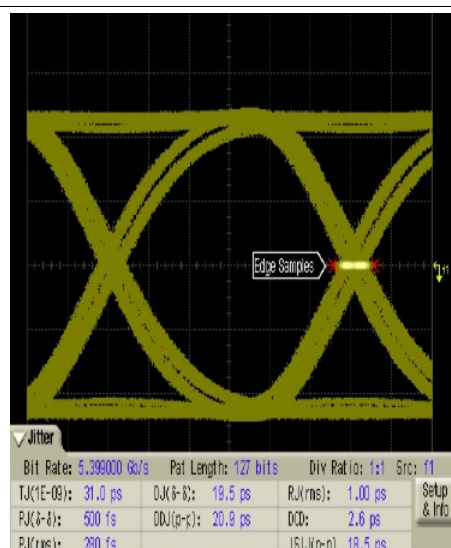 Edge Samples
f1
Jitter
Bit Rate: 5.399000 Gb/s Pat Length: 127 bits Div Ratio: 1:1 Src: f1
TJ(1E-09): 31.0 ps DJ(δ-δ): 19.5 ps RJ(rms): 1.00 ps Setup & Info
PJ(δ-δ): 500 fs DDJ(p-p): 20.9 ps DCD: 2.6 ps
PJ(rms): 280 fs ISIJ(p-p) 18.5 ps